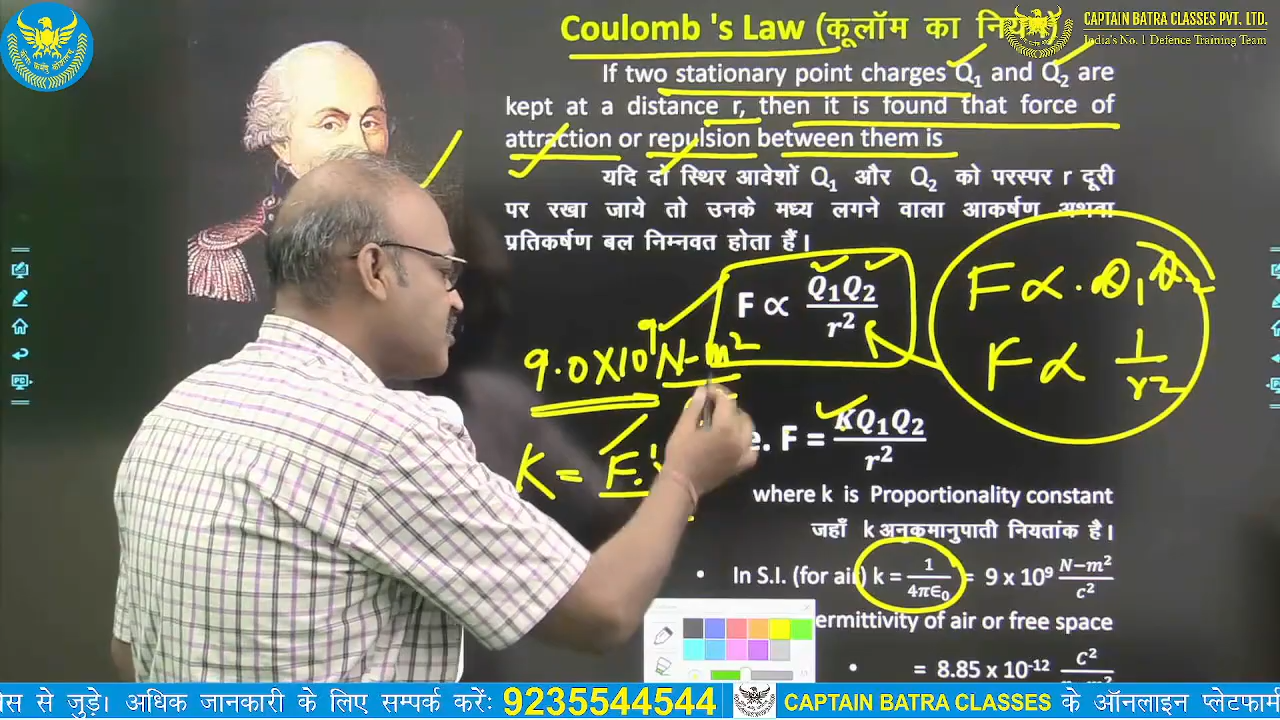 Coulomb 's Law (कूलॉम का
CAPTAIN BATRA CLASSES PVT. LTD.
India's No. 1 Defence Training Team
If two stationary point charges Q₁ and Q₂ are
kept at a distance r, then it is found that force of
attraction or repulsion between them is
यदि दो स्थिर आवेशों Q₁ और Q₂ को परस्पर r दूरी
पर रखा जाये तो उनके मध्य लगने वाला आकर्षण अथवा
प्रतिकर्षण बल निम्नवत होता हैं।
F ∝ Q₁Q₂/r²
F ∝ . Q₁ Q₂
F ∝ 1/r²
9.0×10⁹ N-m²
F = KQ₁Q₂/r²
K = F.
where k is Proportionality constant
जहाँ k अनुक्रमानुपाती नियतांक है।
• In S.I. (for air) k = 1/4π∈₀ = 9 x 10⁹ N−m²/c²
ermittivity of air or free space
• = 8.85 x 10⁻¹² C²
से जुड़े। अधिक जानकारी के लिए सम्पर्क करेंः 9235544544 CAPTAIN BATRA CLASSES के ऑनलाइन